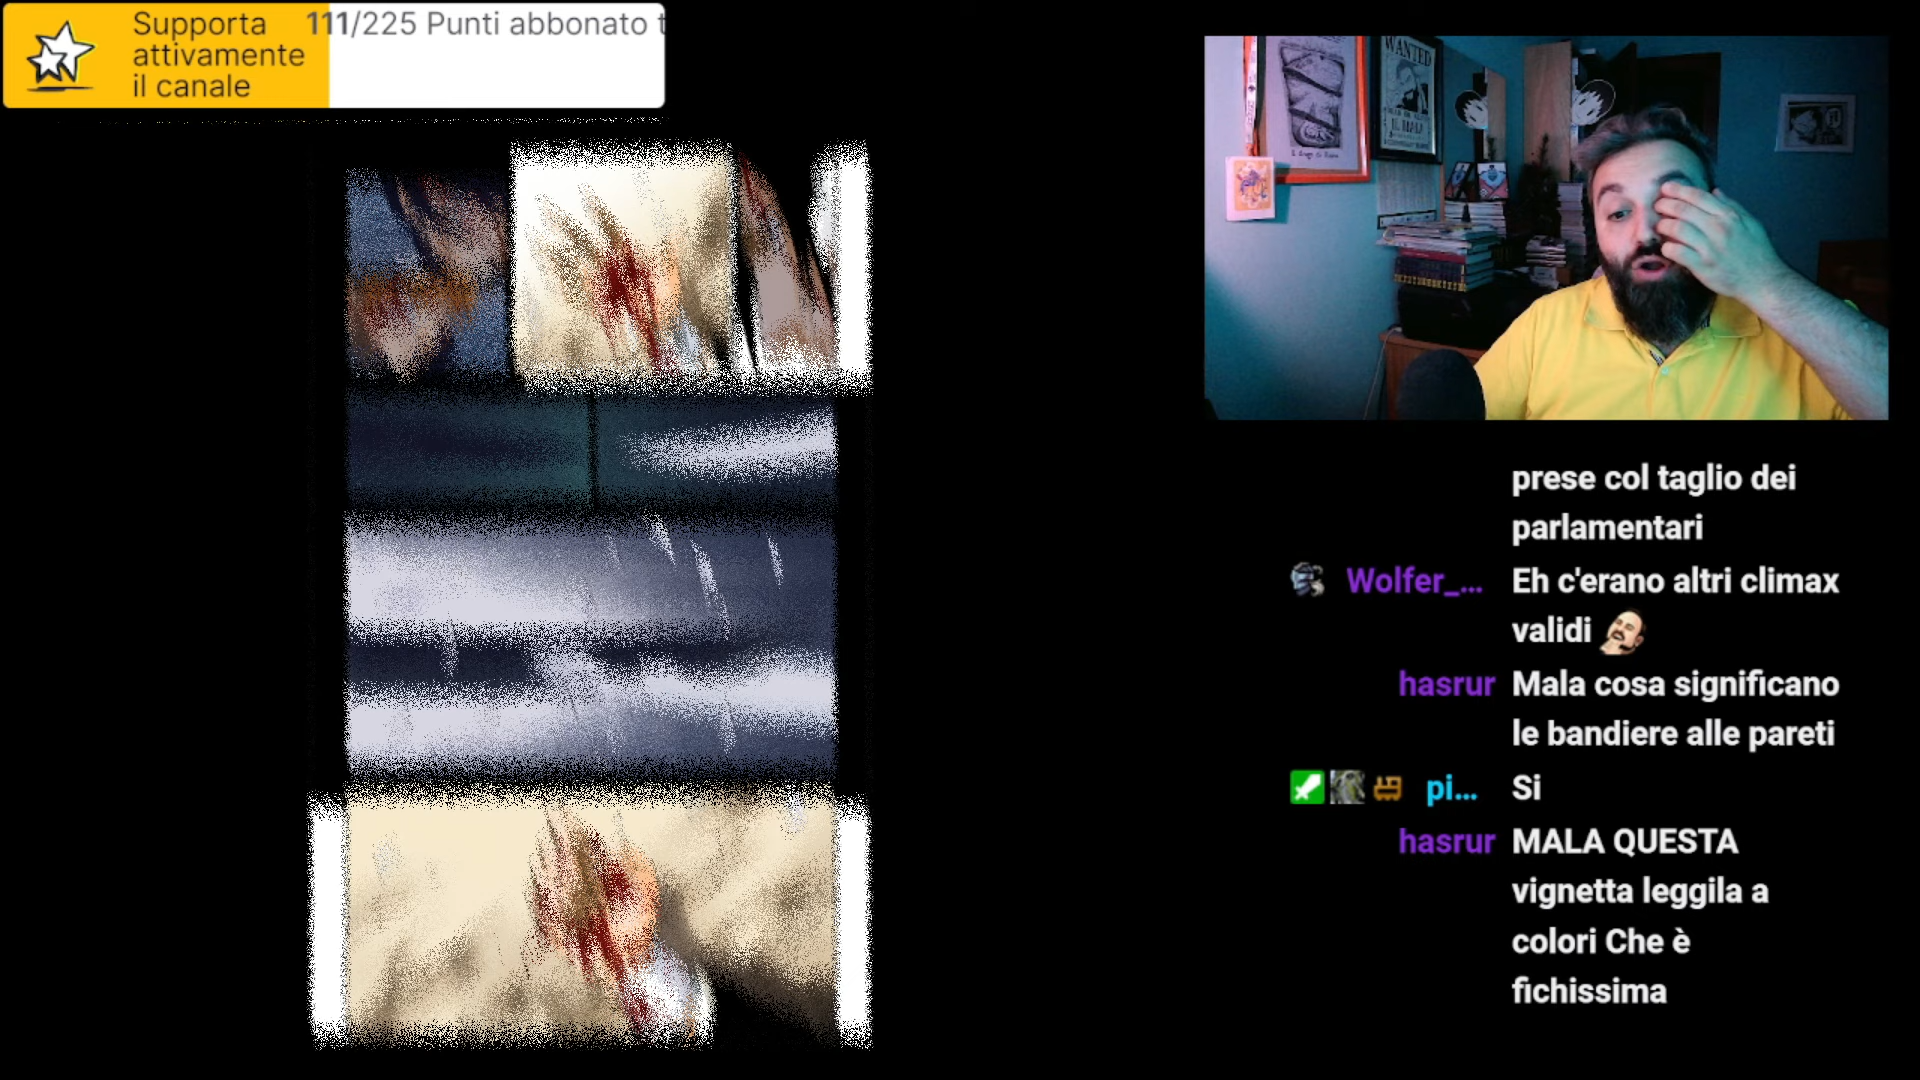 Supporta
attivamente
il canale
111/225 Punti abbonato t
WANTED
prese col taglio dei
parlamentari
Wolfer_... Eh c'erano altri climax
validi
hasrur Mala cosa significano
le bandiere alle pareti
pi... Si
hasrur MALA QUESTA
vignetta leggila a
colori Che è
fichissima